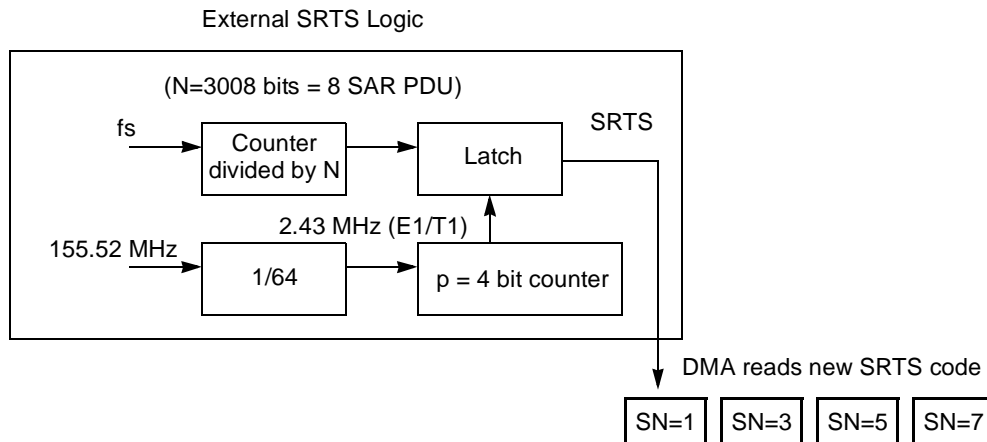 External SRTS Logic
(N=3008 bits = 8 SAR PDU)
fs
Counter
divided by N
Latch
SRTS
2.43 MHz (E1/T1)
155.52 MHz
1/64
p = 4 bit counter
DMA reads new SRTS code
SN=1
SN=3
SN=5
SN=7